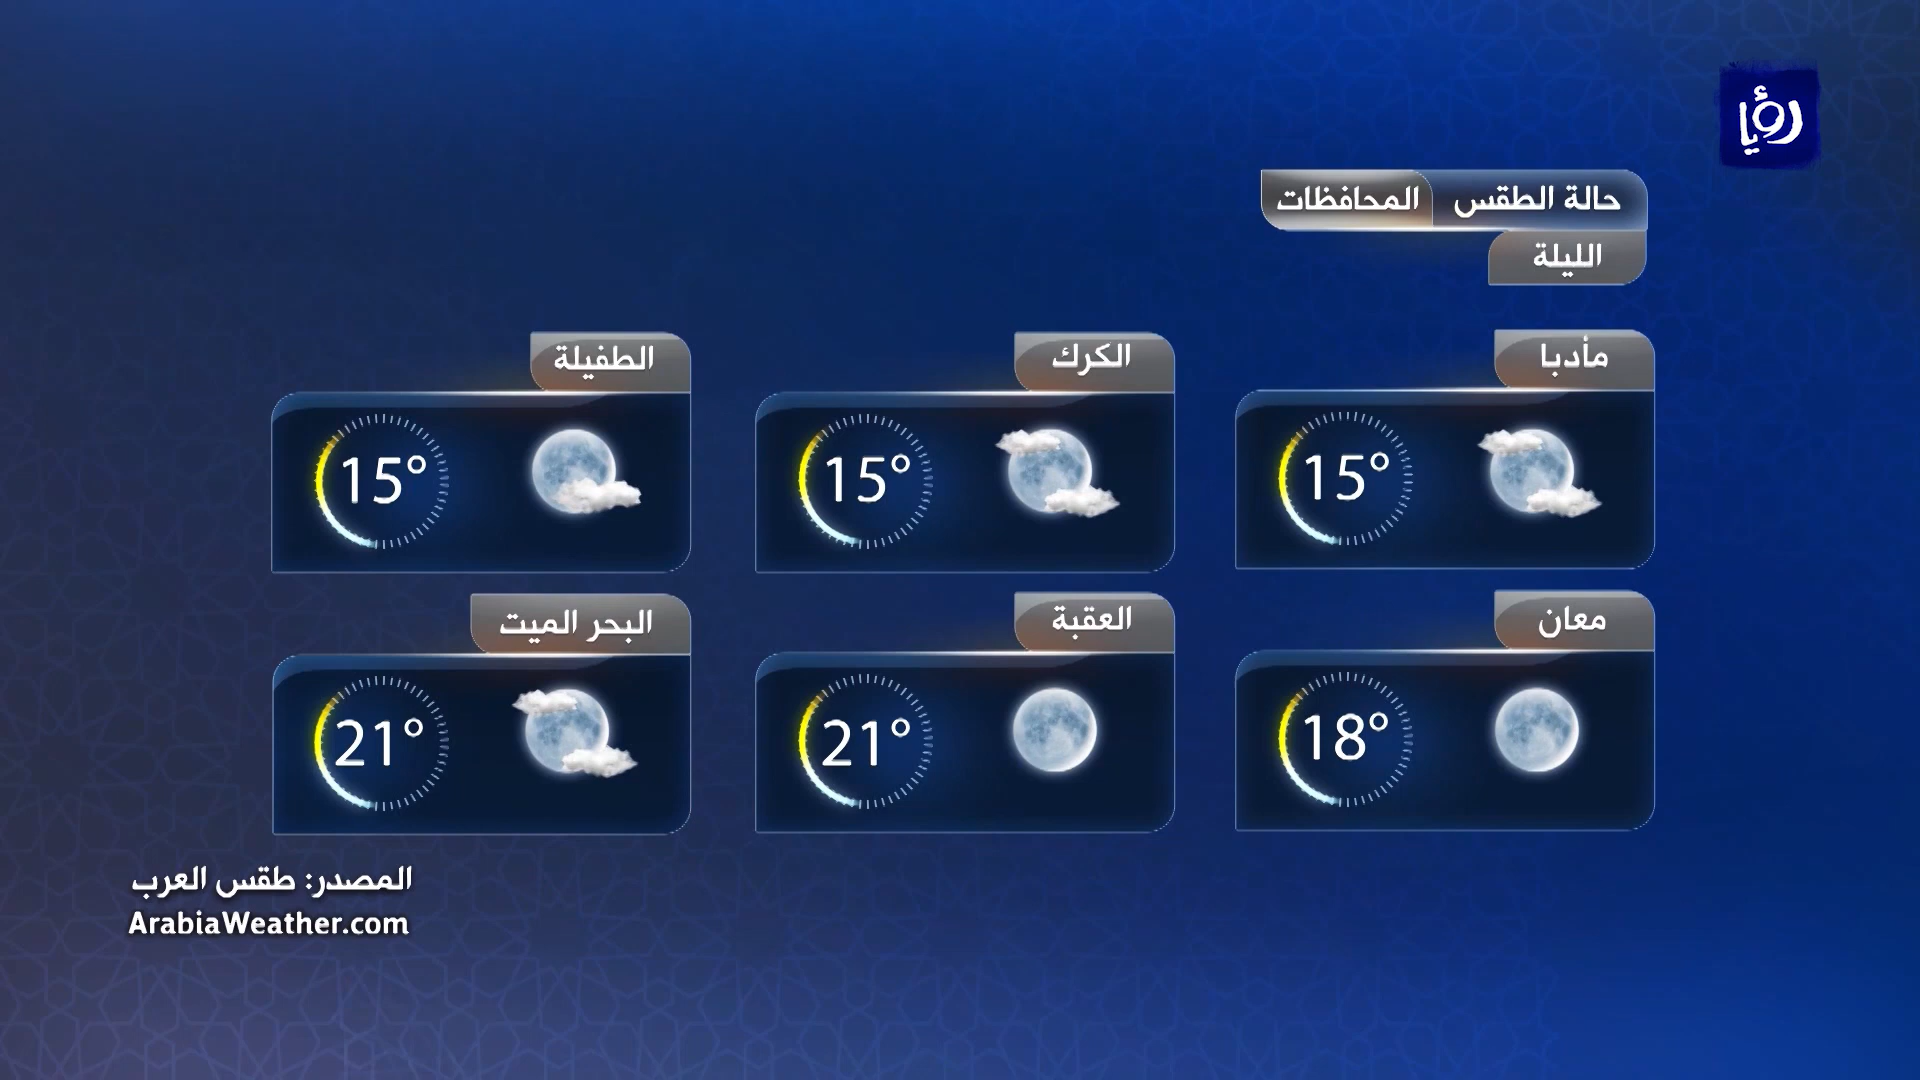 رؤيا
حالة الطقس المحافظات
الليلة
مأدبا
15°
الكرك
15°
الطفيلة
15°
معان
18°
العقبة
21°
البحر الميت
21°
المصدر: طقس العرب
ArabiaWeather.com